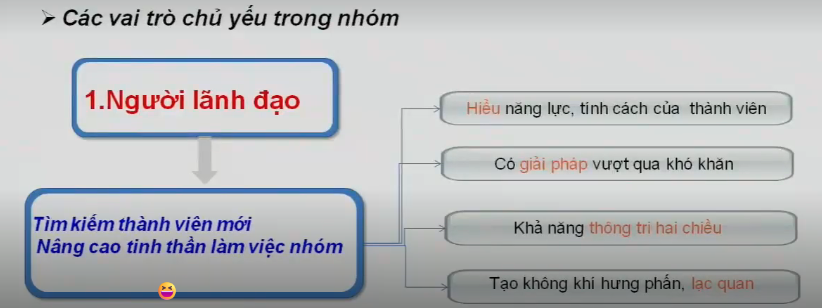 Các vai trò chủ yếu trong nhóm
1.Người lãnh đạo
Tìm kiếm thành viên mới
Nâng cao tinh thần làm việc nhóm
Hiểu năng lực, tính cách của thành viên
Có giải pháp vượt qua khó khăn
Khả năng thông tri hai chiều
Tạo không khi hưng phấn, lạc quan